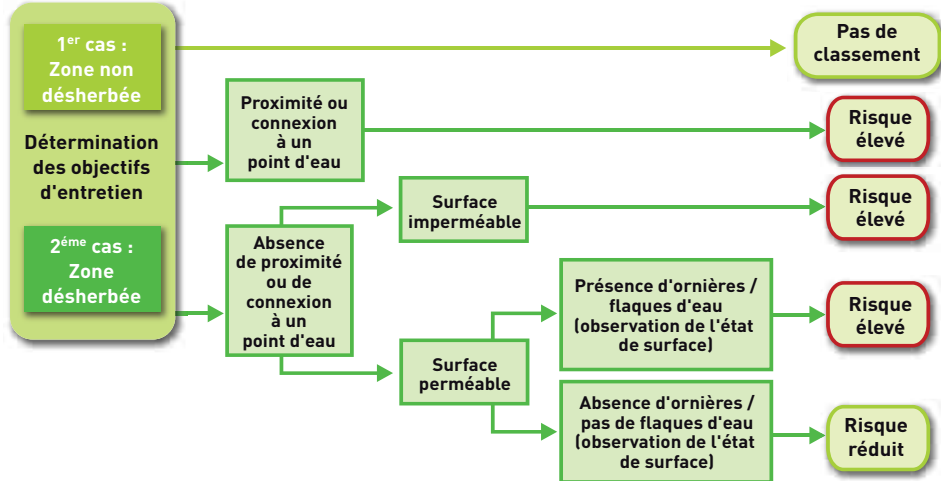 1er cas :
Zone non
désherbée
Détermination
des objectifs
d'entretien
2éme cas :
Zone
désherbée
Pas de
classement
Proximité ou
connexion
à un
point d'eau
Risque
élevé
Absence
de proximité
ou de
connexion
à un
point d'eau
Surface
imperméable
Risque
élevé
Surface
perméable
Présence d'ornières /
flaques d'eau
(observation de l'état
de surface)
Risque
élevé
Absence d'ornières /
pas de flaques d'eau
(observation de l'état
de surface)
Risque
réduit